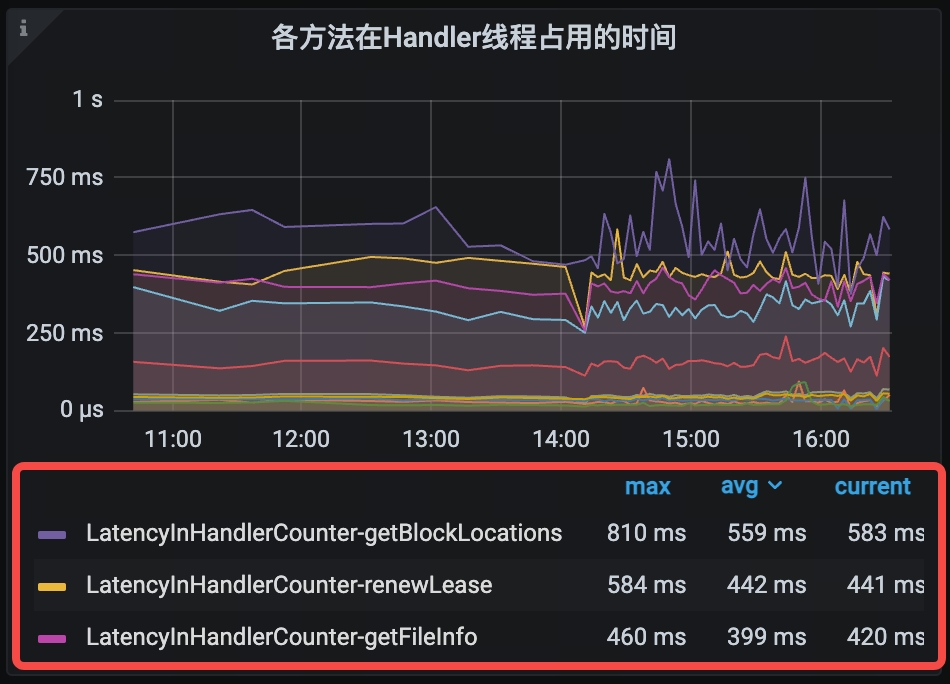 各方法在Handler线程占用的时间
1 s
750 ms
500 ms
250 ms
0 µs
11:00 12:00 13:00 14:00 15:00 16:00
max avg current
LatencyInHandlerCounter-getBlockLocations 810 ms 559 ms 583 ms
LatencyInHandlerCounter-renewLease 584 ms 442 ms 441 ms
LatencyInHandlerCounter-getFileInfo 460 ms 399 ms 420 ms